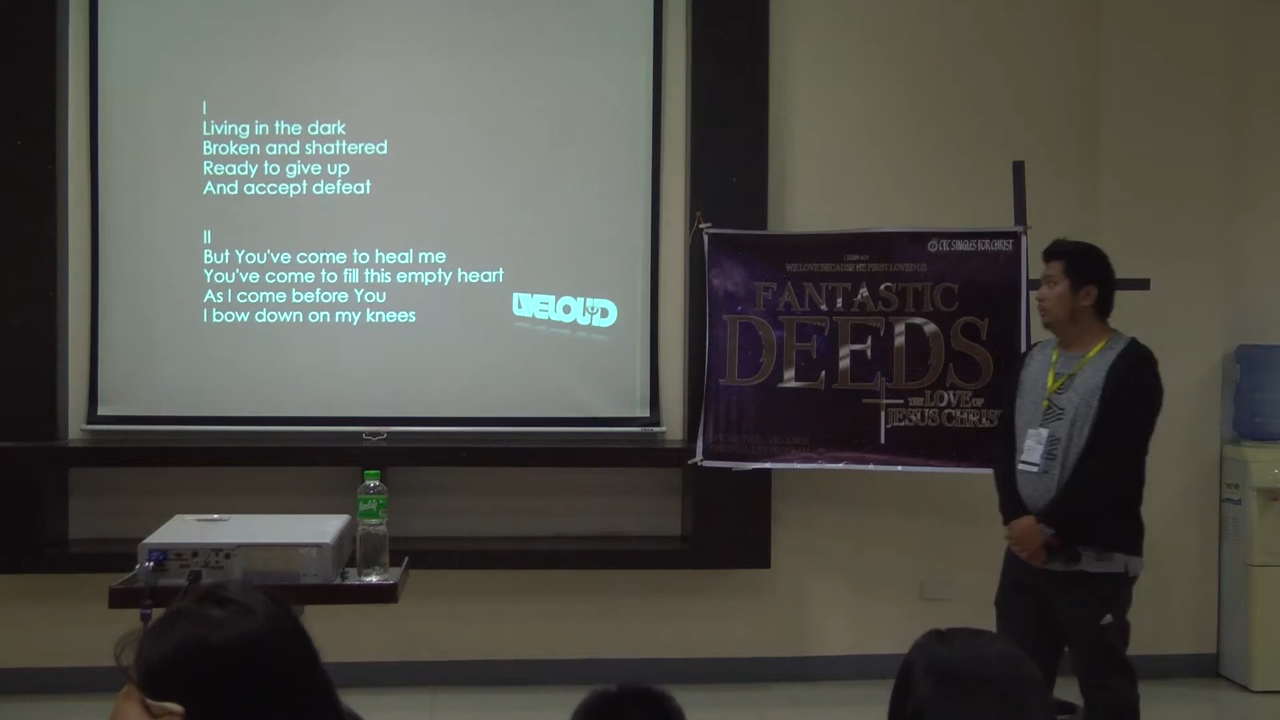 I
Living in the dark
Broken and shattered
Ready to give up
And accept defeat
II
But You've come to heal me
You've come to fill this empty heart
As I come before You
I bow down on my knees
LIVELOUD
CFC SINGLES FOR CHRIST
WE LOVE BECAUSE HE FIRST LOVED US
FANTASTIC
DEEDS
THE LOVE OF
JESUS CHRIST